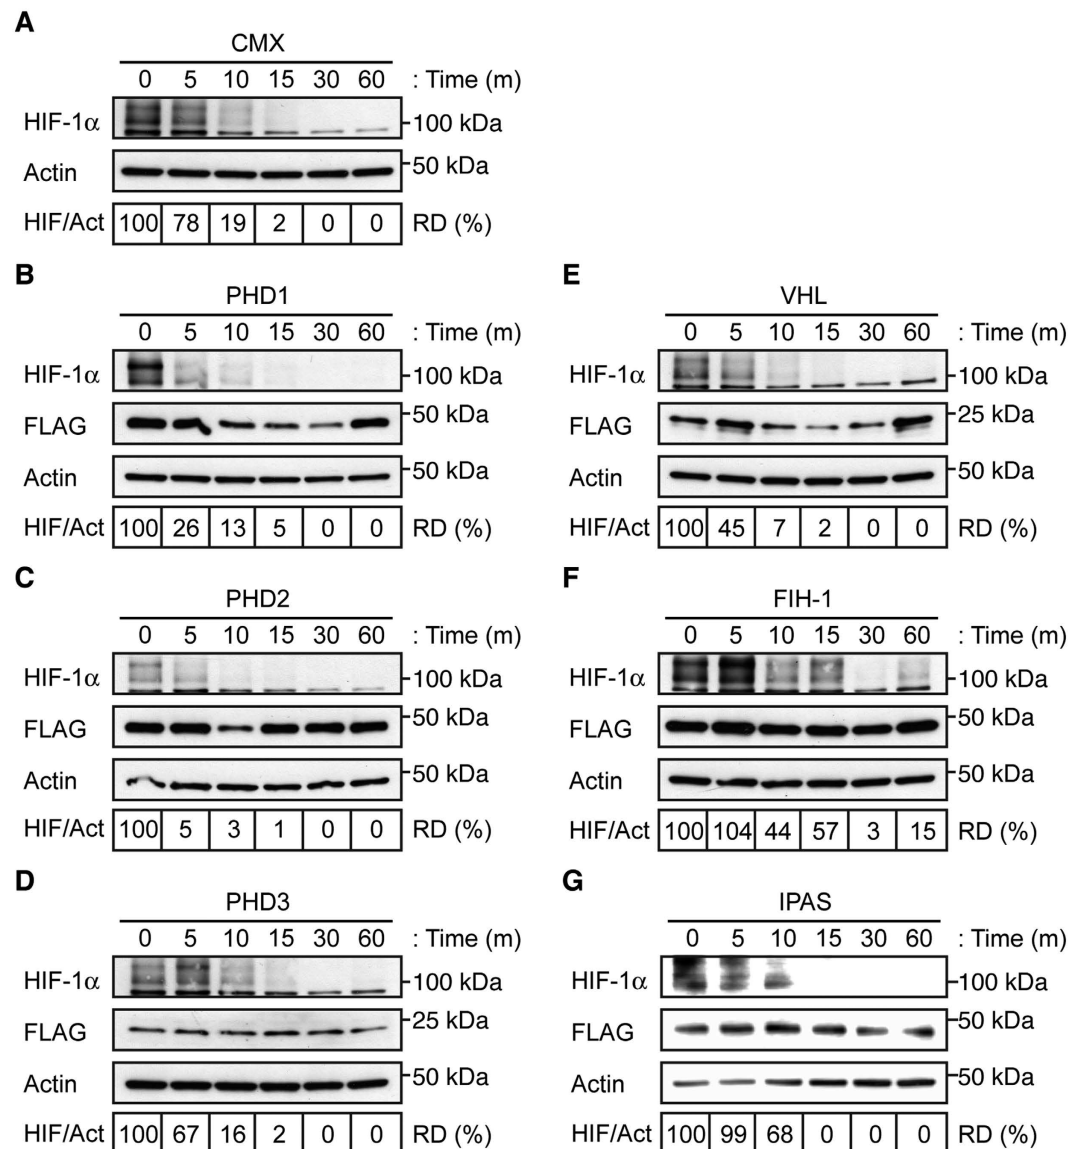 A
CMX
0 5 10 15 30 60 : Time (m)
HIF-1α 100 kDa
Actin 50 kDa
HIF/Act 100 78 19 2 0 0 RD (%)
B
PHD1
0 5 10 15 30 60 : Time (m)
HIF-1α 100 kDa
FLAG 50 kDa
Actin 50 kDa
HIF/Act 100 26 13 5 0 0 RD (%)
C
PHD2
0 5 10 15 30 60 : Time (m)
HIF-1α 100 kDa
FLAG 50 kDa
Actin 50 kDa
HIF/Act 100 5 3 1 0 0 RD (%)
D
PHD3
0 5 10 15 30 60 : Time (m)
HIF-1α 100 kDa
FLAG 25 kDa
Actin 50 kDa
HIF/Act 100 67 16 2 0 0 RD (%)
E
VHL
0 5 10 15 30 60 : Time (m)
HIF-1α 100 kDa
FLAG 25 kDa
Actin 50 kDa
HIF/Act 100 45 7 2 0 0 RD (%)
F
FIH-1
0 5 10 15 30 60 : Time (m)
HIF-1α 100 kDa
FLAG 50 kDa
Actin 50 kDa
HIF/Act 100 104 44 57 3 15 RD (%)
G
IPAS
0 5 10 15 30 60 : Time (m)
HIF-1α 100 kDa
FLAG 50 kDa
Actin 50 kDa
HIF/Act 100 99 68 0 0 0 RD (%)